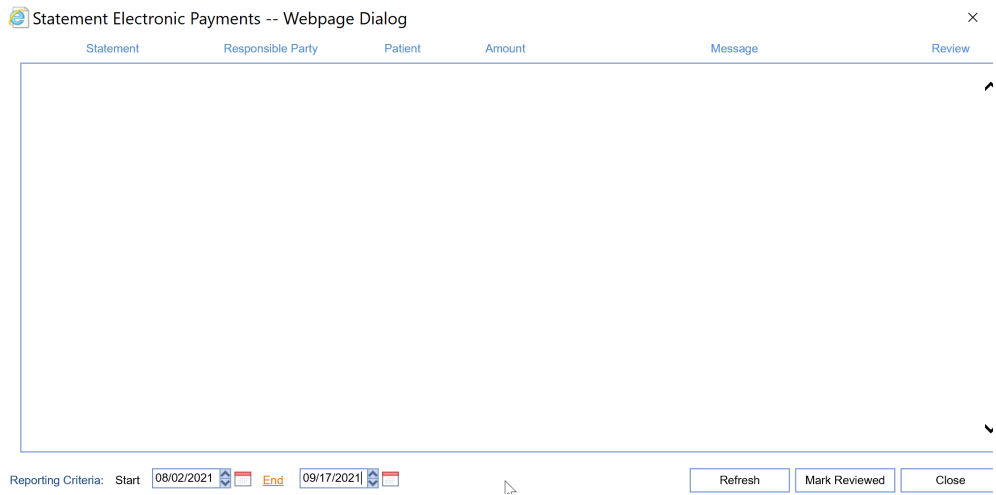 Statement Electronic Payments -- Webpage Dialog
Statement Responsible Party Patient Amount Message Review
Reporting Criteria: Start 08/02/2021 End 09/17/2021 Refresh Mark Reviewed Close